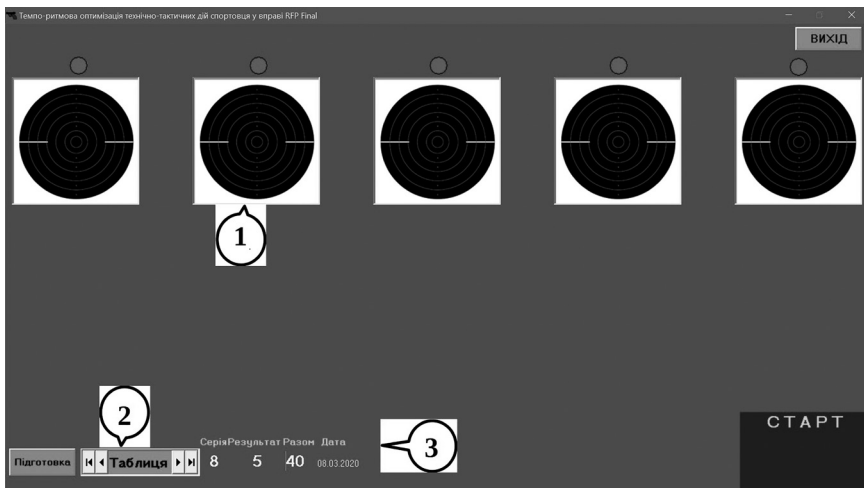 Темпо-ритмова оптимізація технічно-тактичних дій спортовця у вправі RFP Final
ВИХІД
1
2
3
СТАРТ
Серія Результат Разом Дата
Підготовка Таблиця 8 5 40 08.03.2020